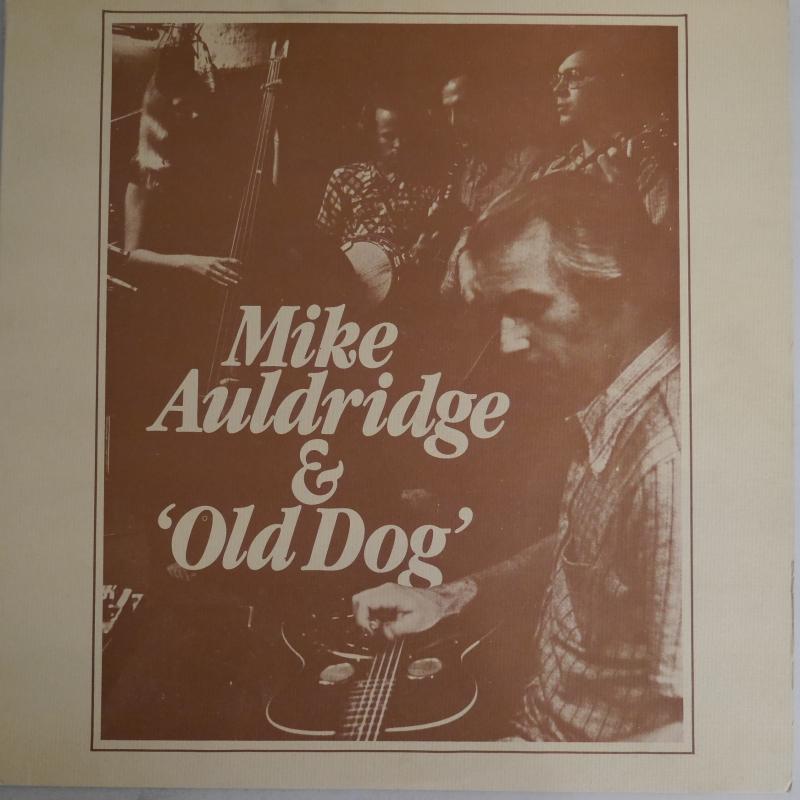 Mike
Auldridge
&
‘Old Dog’